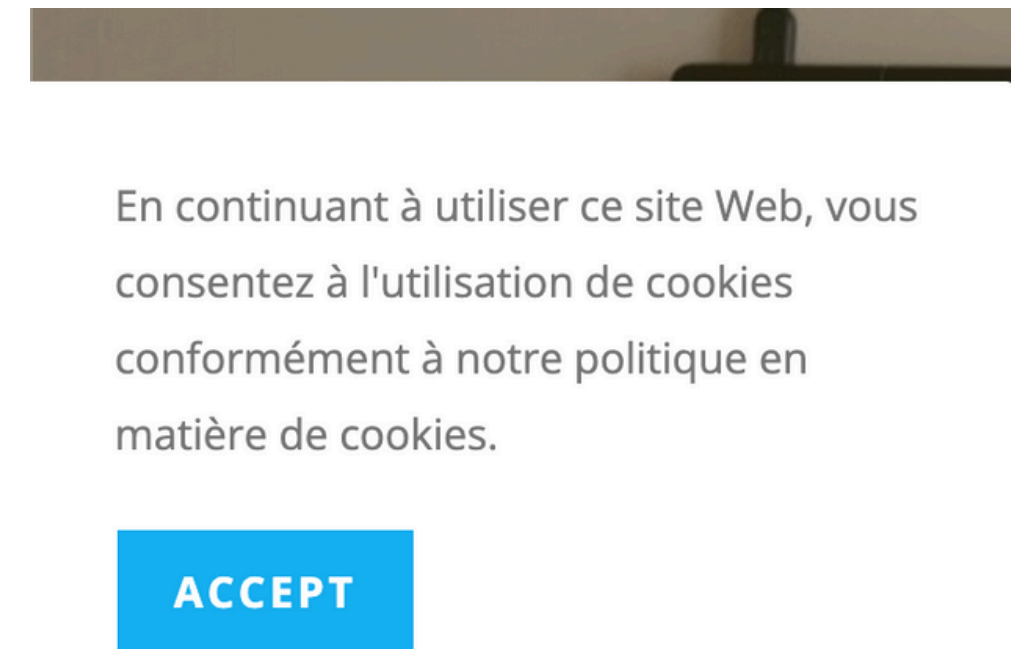 En continuant à utiliser ce site Web, vous
consentez à l'utilisation de cookies
conformément à notre politique en
matière de cookies.
ACCEPT